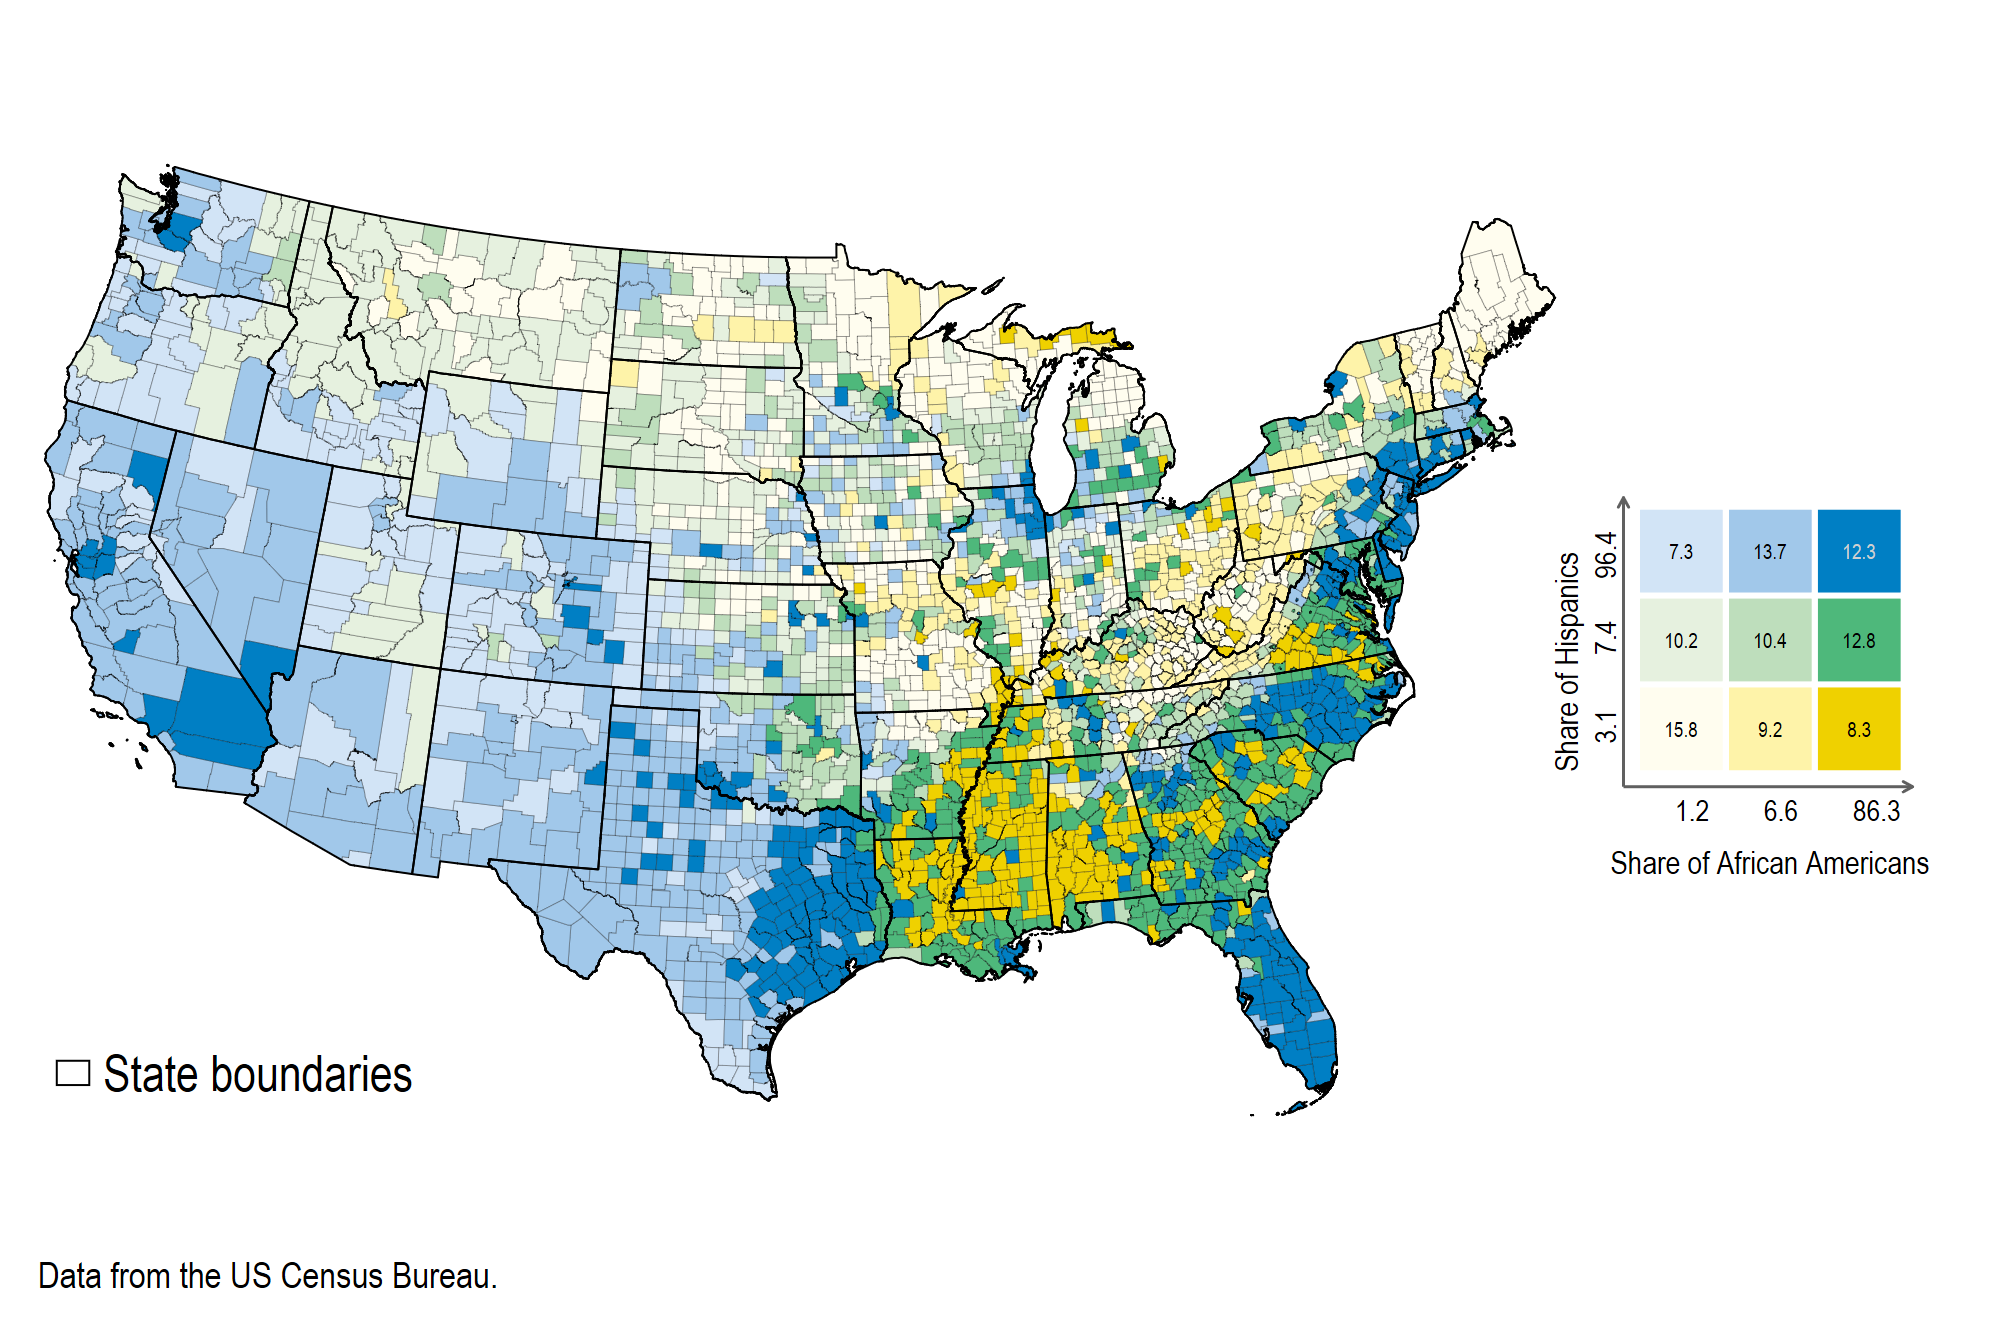 Share of Hispanics
96.4
7.4
3.1
7.3 13.7 12.3
10.2 10.4 12.8
15.8 9.2 8.3
1.2 6.6 86.3
Share of African Americans
State boundaries
Data from the US Census Bureau.